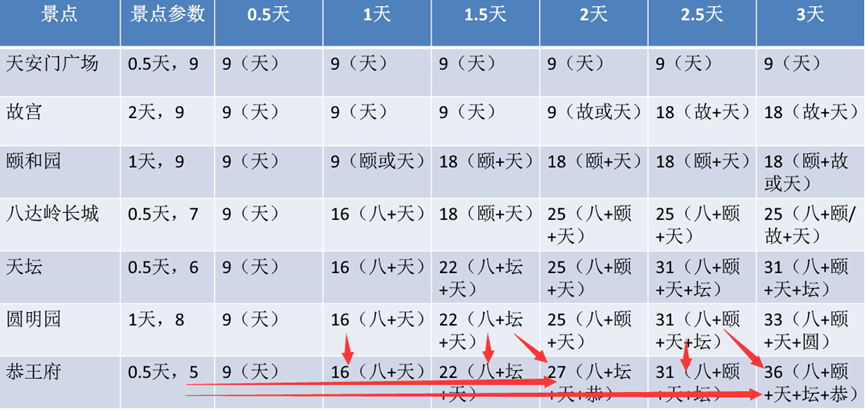 景点 景点参数 0.5天 1天 1.5天 2天 2.5天 3天
天安门广场 0.5天，9 9（天） 9（天） 9（天） 9（天） 9（天） 9（天）
故宫 2天，9 9（天） 9（天） 9（天） 9（故或天） 18（故+天） 18（故+天）
颐和园 1天，9 9（天） 9（颐或天） 18（颐+天） 18（颐+天） 18（颐+天） 18（颐+故
或天）
八达岭长城 0.5天，7 9（天） 16（八+天） 18（颐+天） 25（八+颐 25（八+颐 25（八+颐/
+天） +天） 故+天）
天坛 0.5天，6 9（天） 16（八+天） 22（八+坛 25（八+颐 31（八+颐 31（八+颐
+天） +天） +天+坛） +天+坛）
圆明园 1天，8 9（天） 16（八+天） 22（八+坛 25（八+颐 31（八+颐 33（八+颐
+天） +天） +天+坛） +天+圆）
恭王府 0.5天，5 9（天） 16（八+天） 22（八+坛 27（八+坛 31（八+颐 36（八+颐
+天） +天+恭） +天+坛） +天+坛+恭）